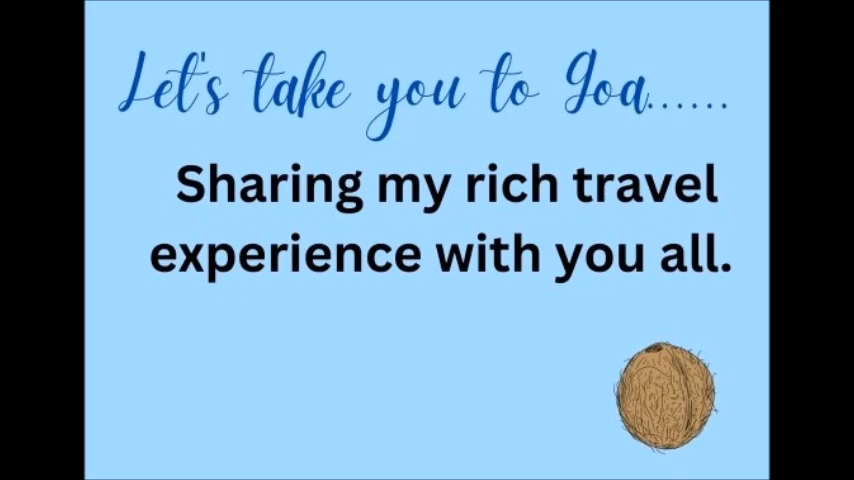 Let's take you to Goa......
Sharing my rich travel
experience with you all.